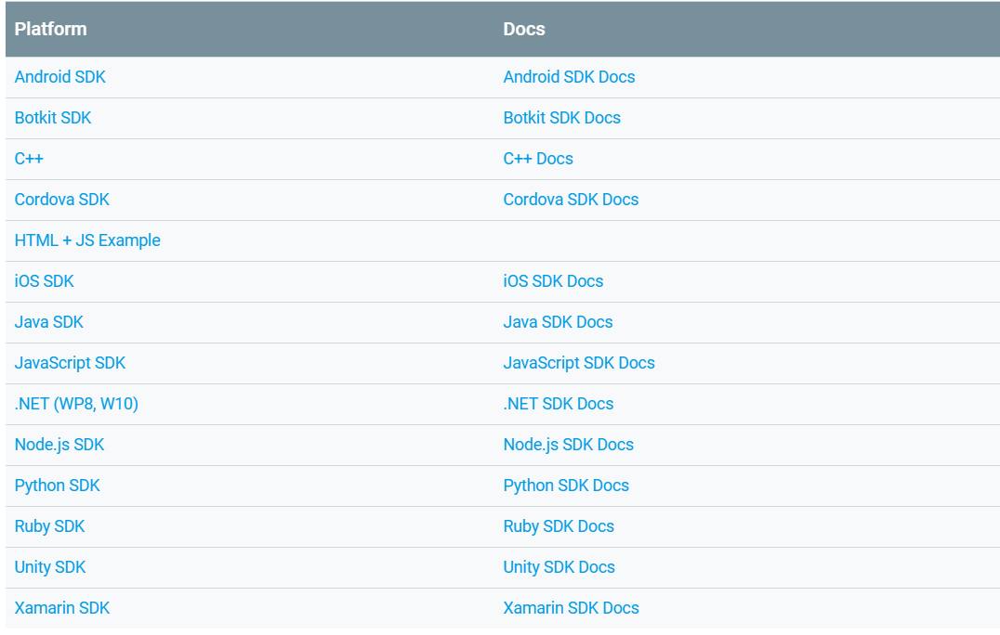 Platform Docs
Android SDK Android SDK Docs
Botkit SDK Botkit SDK Docs
C++ C++ Docs
Cordova SDK Cordova SDK Docs
HTML + JS Example
iOS SDK iOS SDK Docs
Java SDK Java SDK Docs
JavaScript SDK JavaScript SDK Docs
.NET (WP8, W10) .NET SDK Docs
Node.js SDK Node.js SDK Docs
Python SDK Python SDK Docs
Ruby SDK Ruby SDK Docs
Unity SDK Unity SDK Docs
Xamarin SDK Xamarin SDK Docs